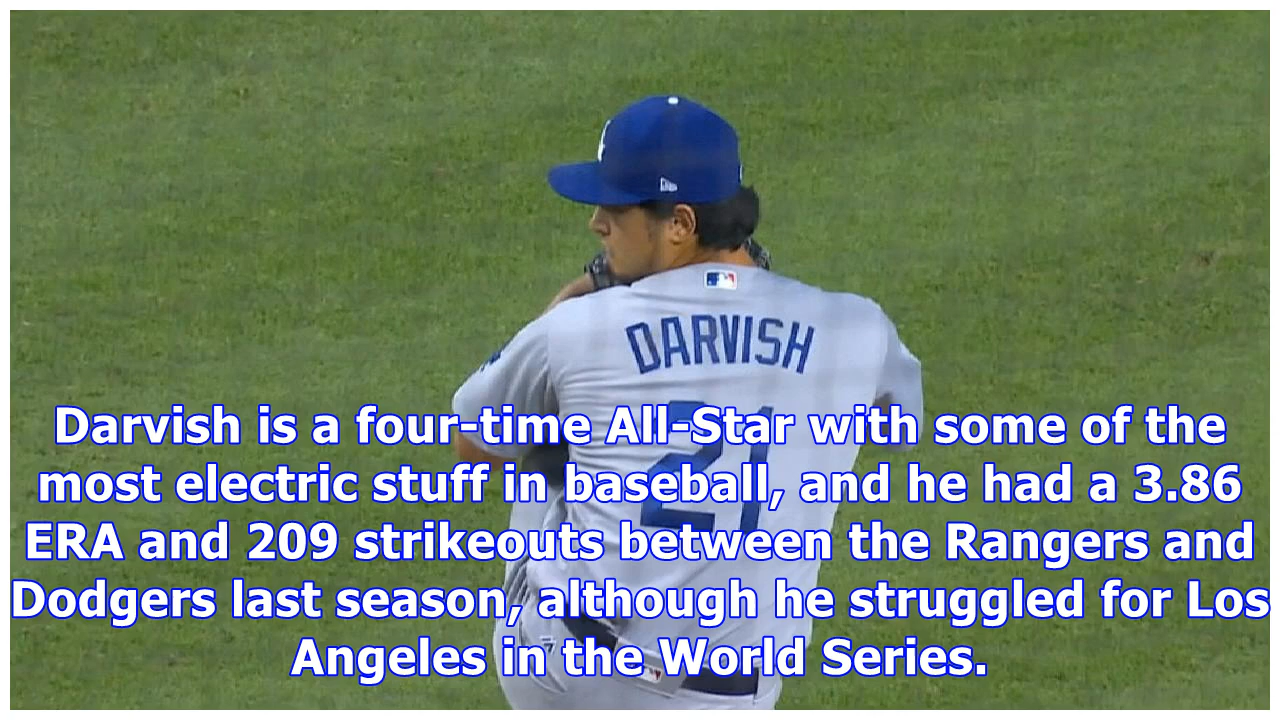 DARVISH
21
Darvish is a four-time All-Star with some of the
most electric stuff in baseball, and he had a 3.86
ERA and 209 strikeouts between the Rangers and
Dodgers last season, although he struggled for Los
Angeles in the World Series.